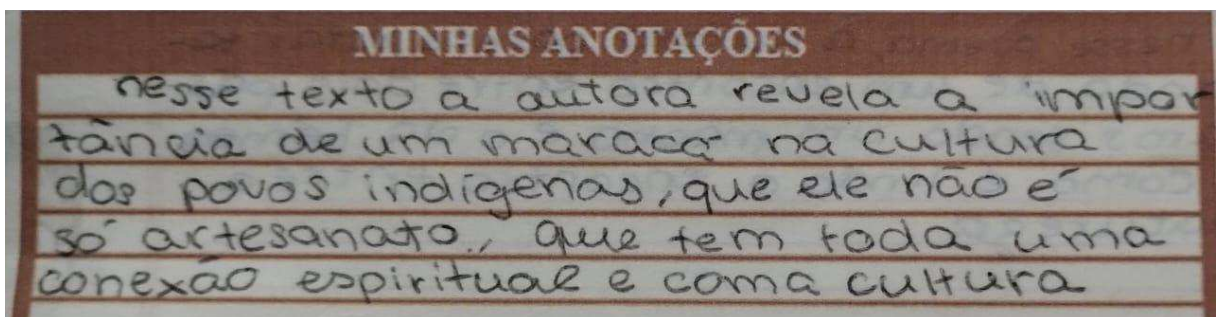 MINHAS ANOTAÇÕES
nesse texto a autora revela a impor
tância de um maracá na cultura
dos povos indígenas, que ele não é
só artesanato, que tem toda uma
conexão espiritual e coma cultura